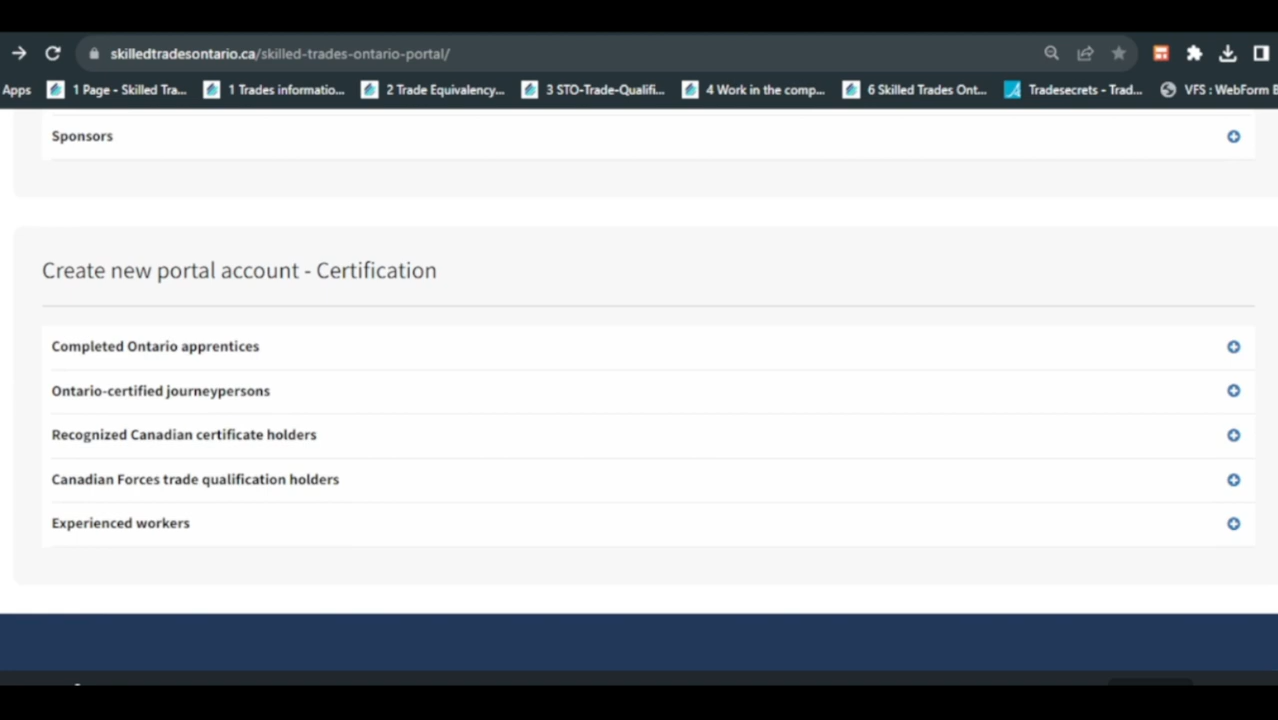 skilledtradesontario.ca/skilled-trades-ontario-portal/
Apps 1 Page - Skilled Tra... 1 Trades informatio... 2 Trade Equivalency... 3 STO-Trade-Qualifi... 4 Work in the comp... 6 Skilled Trades Ont... Tradesecrets - Trad... VFS : WebForm
Sponsors
Create new portal account - Certification
Completed Ontario apprentices
Ontario-certified journeypersons
Recognized Canadian certificate holders
Canadian Forces trade qualification holders
Experienced workers